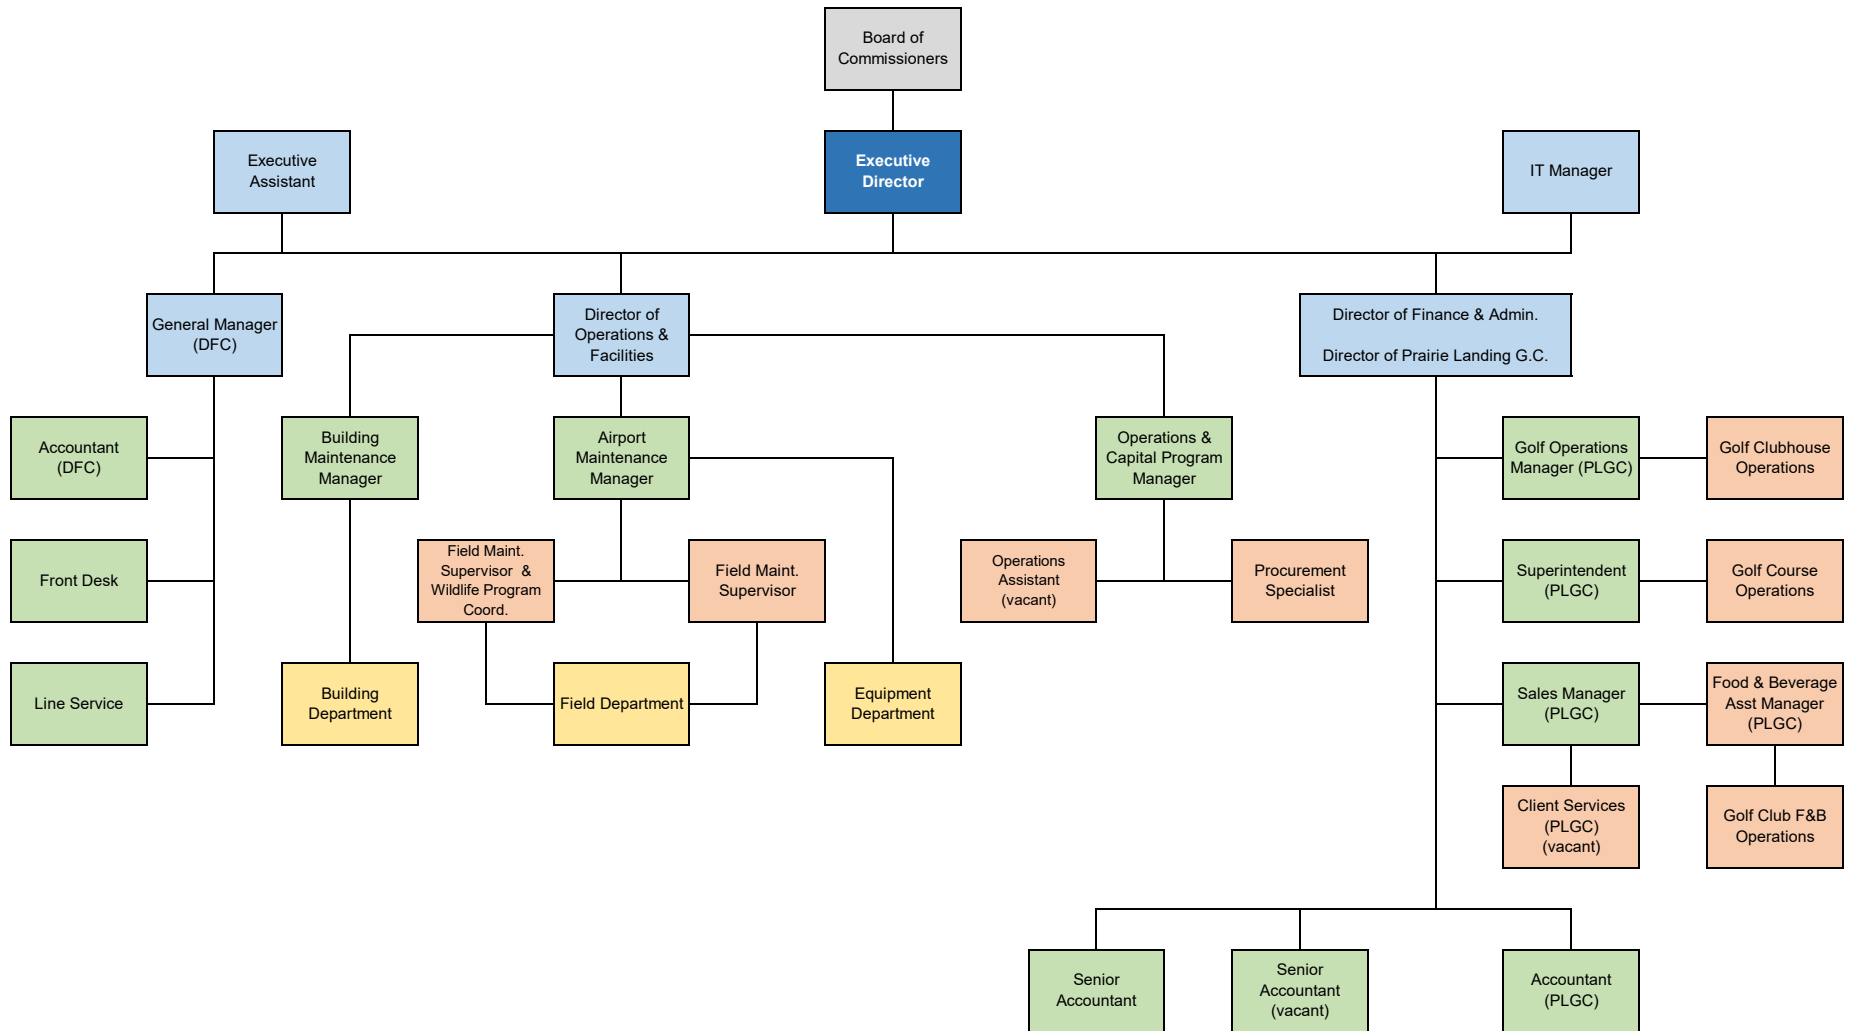 Board of
Commissioners
Executive
Assistant
Executive
Director
IT Manager
General Manager
(DFC)
Director of
Operations &
Facilities
Director of Finance & Admin.
Director of Prairie Landing G.C.
Accountant
(DFC)
Building
Maintenance
Manager
Airport
Maintenance
Manager
Operations &
Capital Program
Manager
Golf Operations
Manager (PLGC)
Golf Clubhouse
Operations
Front Desk
Field Maint.
Supervisor & 
Wildlife Program
Coord.
Field Maint.
Supervisor
Operations
Assistant
(vacant)
Procurement
Specialist
Superintendent
(PLGC)
Golf Course
Operations
Line Service
Building
Department
Field Department
Equipment
Department
Sales Manager
(PLGC)
Food & Beverage
Asst Manager
(PLGC)
Client Services
(PLGC)
(vacant)
Golf Club F&B
Operations
Senior
Accountant
Senior
Accountant
(vacant)
Accountant
(PLGC)